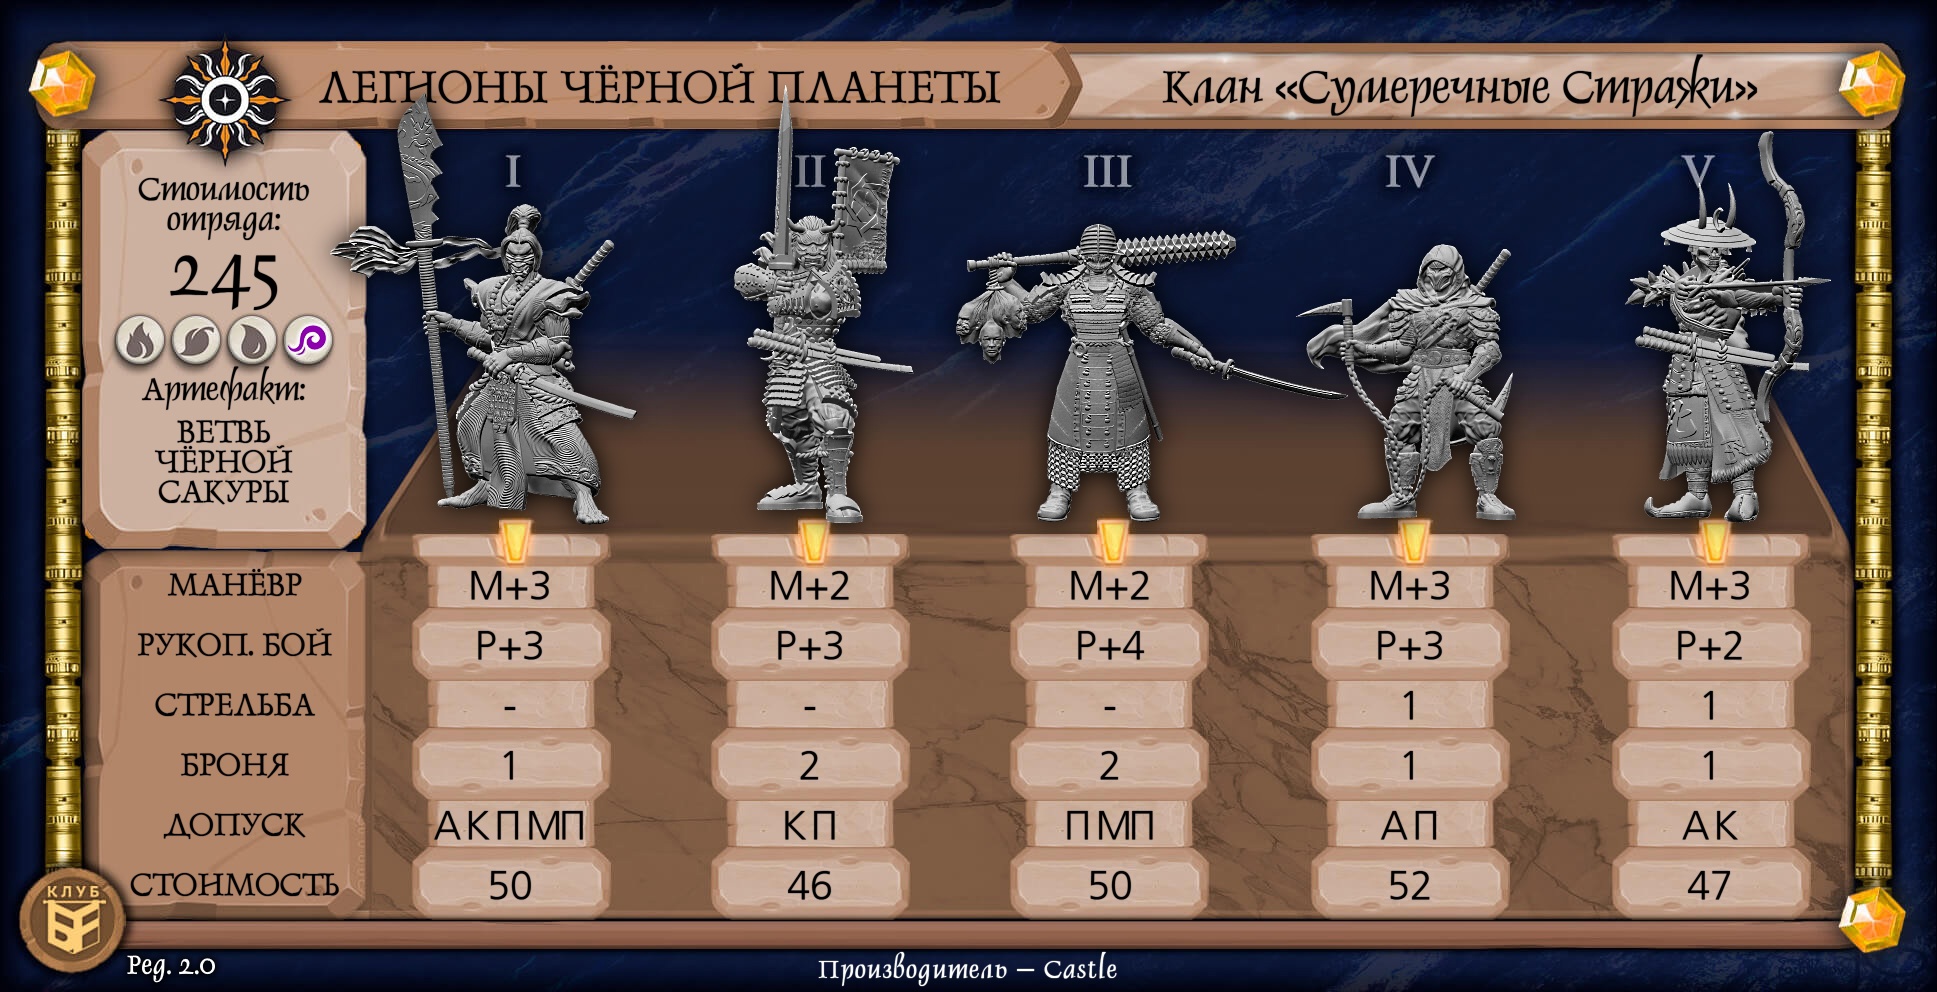 ЛЕГИОНЫ ЧЁРНОЙ ПЛАНЕТЫ
Клан «Сумеречные Стражи»
I II III IV V
Стоимость
отряда:
245
Артефакт:
ВЕТВЬ
ЧЁРНОЙ
САКУРЫ
МАНЁВР М+3 М+2 М+2 М+3 М+3
РУКОП. БОЙ Р+3 Р+3 Р+4 Р+3 Р+2
СТРЕЛЬБА - - - 1 1
БРОНЯ 1 2 2 1 1
ДОПУСК АКПМП КП ПМП АП АК
СТОИМОСТЬ 50 46 50 52 47
КЛУБ
Ред. 2.0
Производитель – Castle